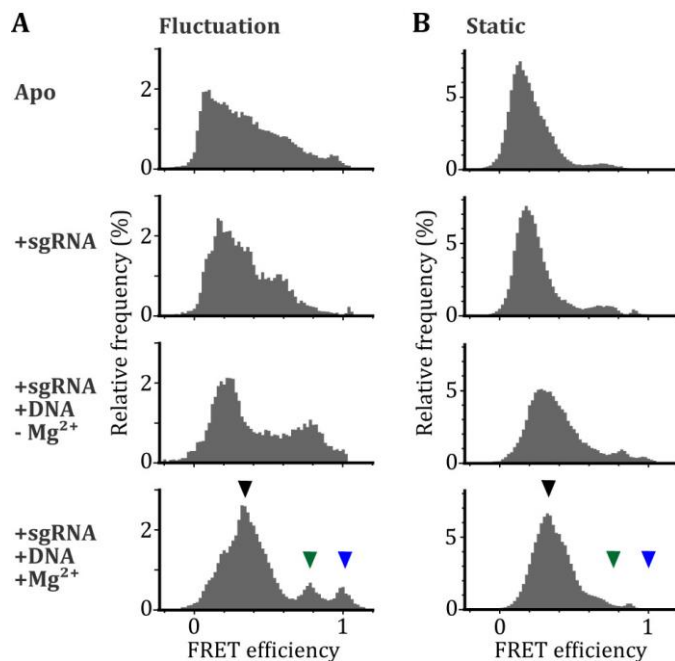 A Fluctuation
B Static
Apo
Relative frequency (%)
2
0
5
0
+sgRNA
Relative frequency (%)
2
0
5
0
+sgRNA
+DNA
- Mg²⁺
2
0
5
0
+sgRNA
+DNA
+Mg²⁺
2
0
5
0
0 1
FRET efficiency
0 1
FRET efficiency